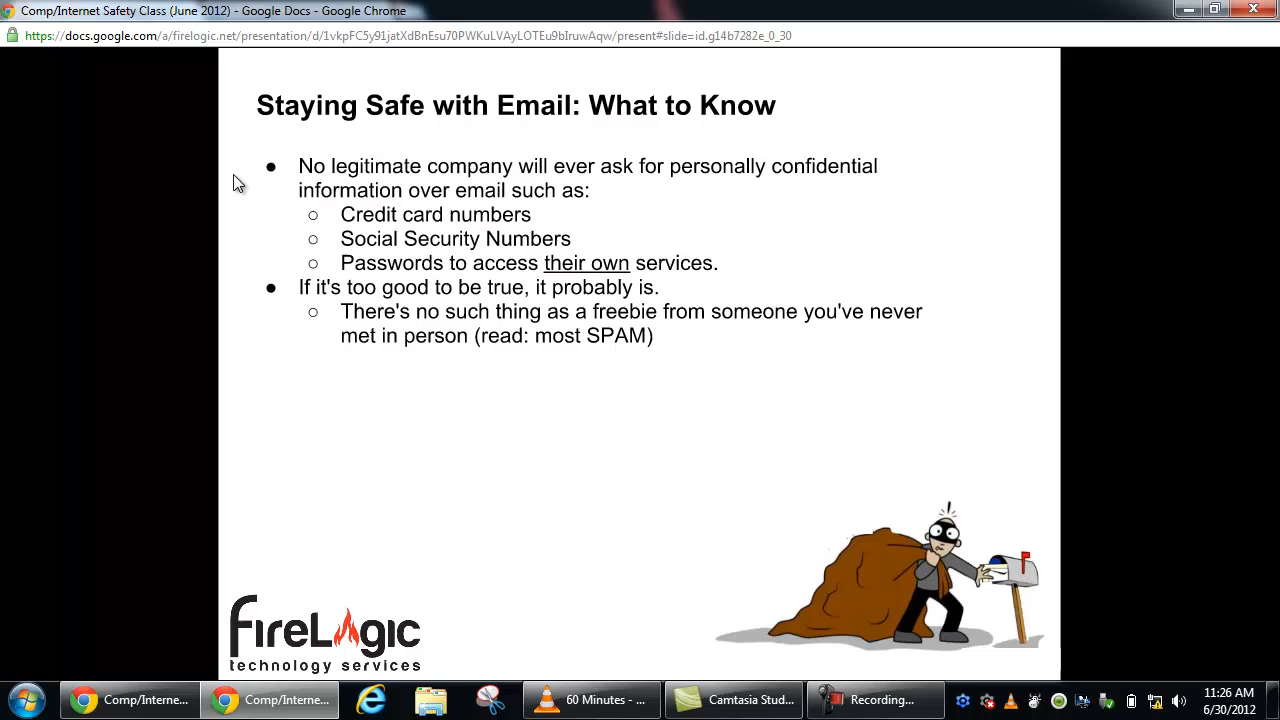 Comp/Internet Safety Class (June 2012) - Google Docs - Google Chrome
https://docs.google.com/a/firelogic.net/presentation/d/1vkpFC5y91jatXdBnEsu70PWKuLVAyLOTEu9bIruwAqw/present#slide=id.g14b7282e_0_30
Staying Safe with Email: What to Know
● No legitimate company will ever ask for personally confidential
information over email such as:
○ Credit card numbers
○ Social Security Numbers
○ Passwords to access their own services.
● If it's too good to be true, it probably is.
○ There's no such thing as a freebie from someone you've never
met in person (read: most SPAM)
!
FIRELOGIC
technology services
Comp/Interne...
Comp/Interne...
60 Minutes - ...
Camtasia Stud...
Recording...
11:26 AM
6/30/2012